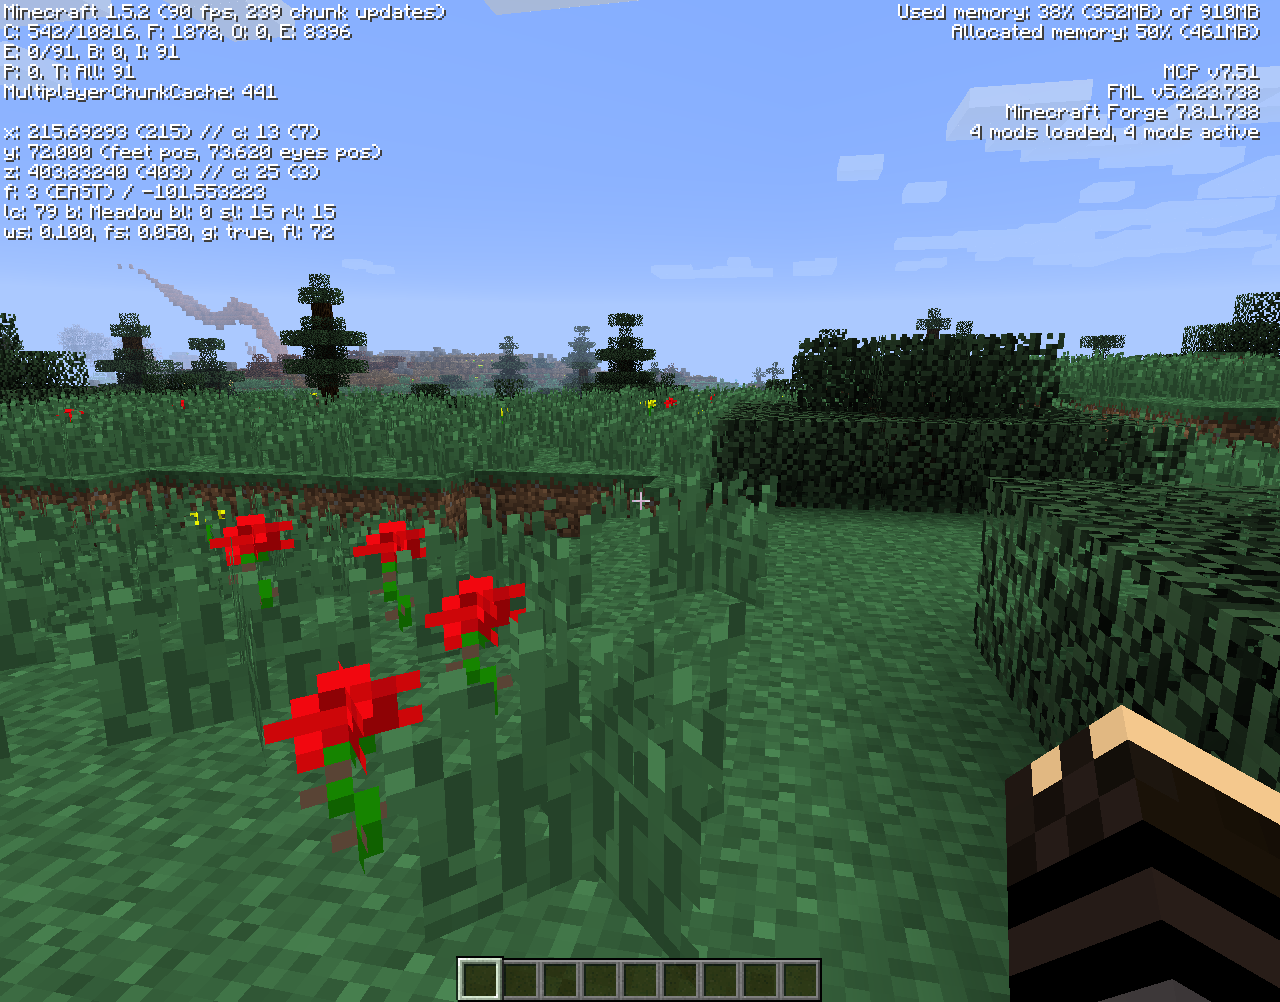 Minecraft 1.5.2 (90 fps, 239 chunk updates)
C: 542/10816. F: 1878, O: 0, E: 8396
E: 0/91. B: 0, I: 91
P: 0. T: All: 91
MultiplayerChunkCache: 441
x: 215.69293 (215) // c: 13 (7)
y: 72.000 (feet pos, 73.620 eyes pos)
z: 403.83240 (403) // c: 25 (3)
f: 3 (EAST) / -101.553223
lc: 79 b: Meadow bl: 0 sl: 15 rl: 15
ws: 0.100, fs: 0.050, g: true, fl: 72
Used memory: 38% (352MB) of 910MB
Allocated memory: 50% (461MB)
MCP v7.51
FML v5.2.23.738
Minecraft Forge 7.8.1.738
4 mods loaded, 4 mods active